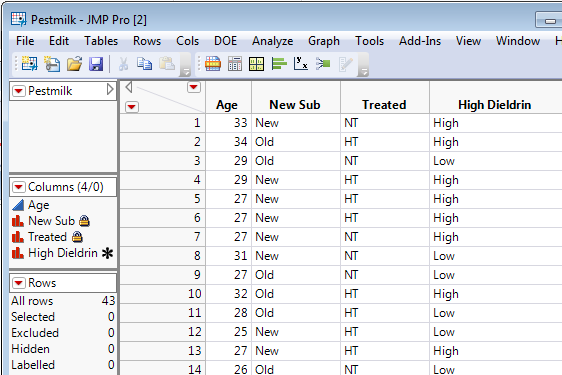 Pestmilk - JMP Pro [2]
File Edit Tables Rows Cols DOE Analyze Graph Tools Add-Ins View Window H
Pestmilk
Columns (4/0)
Age
New Sub
Treated
High Dieldrin
Rows
All rows 43
Selected 0
Excluded 0
Hidden 0
Labelled 0
Age New Sub Treated High Dieldrin
1 33 New NT High
2 34 Old HT High
3 29 Old NT Low
4 29 New HT High
5 27 New HT High
6 27 New HT High
7 27 New NT High
8 31 New NT Low
9 27 Old NT Low
10 32 Old HT High
11 28 Old HT Low
12 25 New HT Low
13 27 New HT High
14 26 Old NT Low